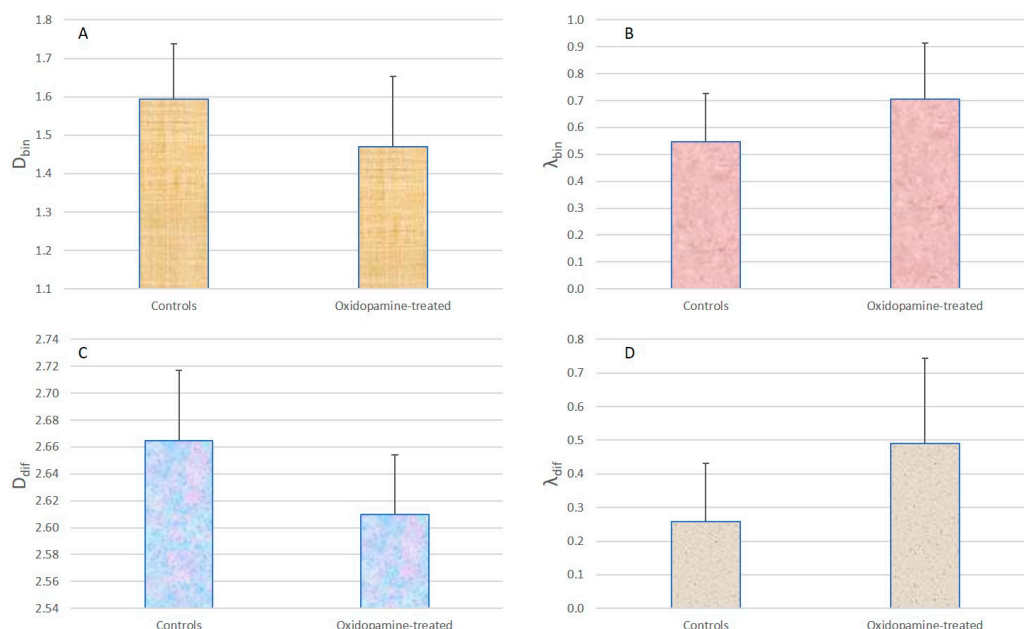 A
1.8
1.7
1.6
1.5
1.4
1.3
1.2
1.1
Dbin
Controls
Oxidopamine-treated
B
1.0
0.9
0.8
0.7
0.6
0.5
0.4
0.3
0.2
0.1
0.0
λbin
Controls
Oxidopamine-treated
C
2.74
2.72
2.70
2.68
2.66
2.64
2.62
2.60
2.58
2.56
2.54
Ddif
Controls
Oxidopamine-treated
D
0.8
0.7
0.6
0.5
0.4
0.3
0.2
0.1
0.0
λdif
Controls
Oxidopamine-treated